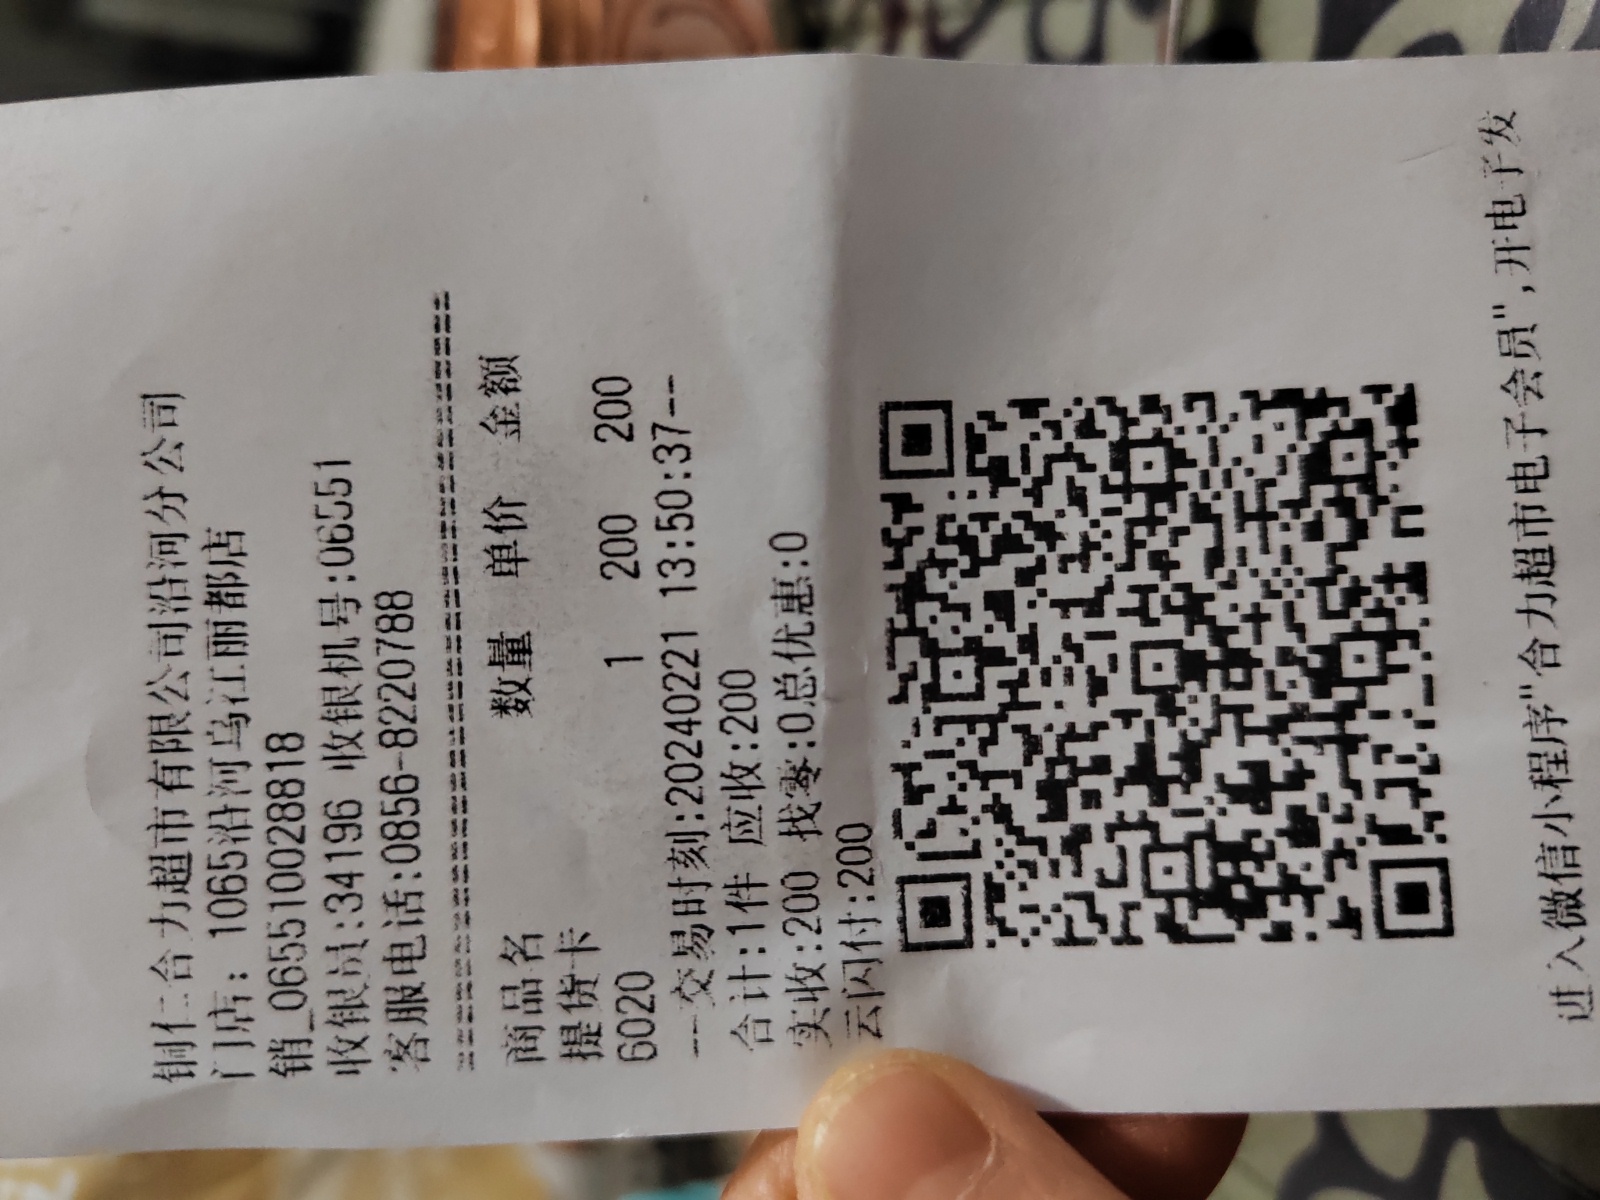 铜仁合力超市有限公司沿河分公司
门店: 1065沿河乌江丽都店
销_065510028818
收银员:34196 收银机号:06551
客服电话:0856-8220788
================================
商品名 数量 单价 金额
提货卡
6020 1 200 200
--交易时刻:20240221 13:50:37--
合计:1件 应收:200
实收:200 找零:0总优惠:0
云闪付:200
进入微信小程序"合力超市电子会员",开电子发